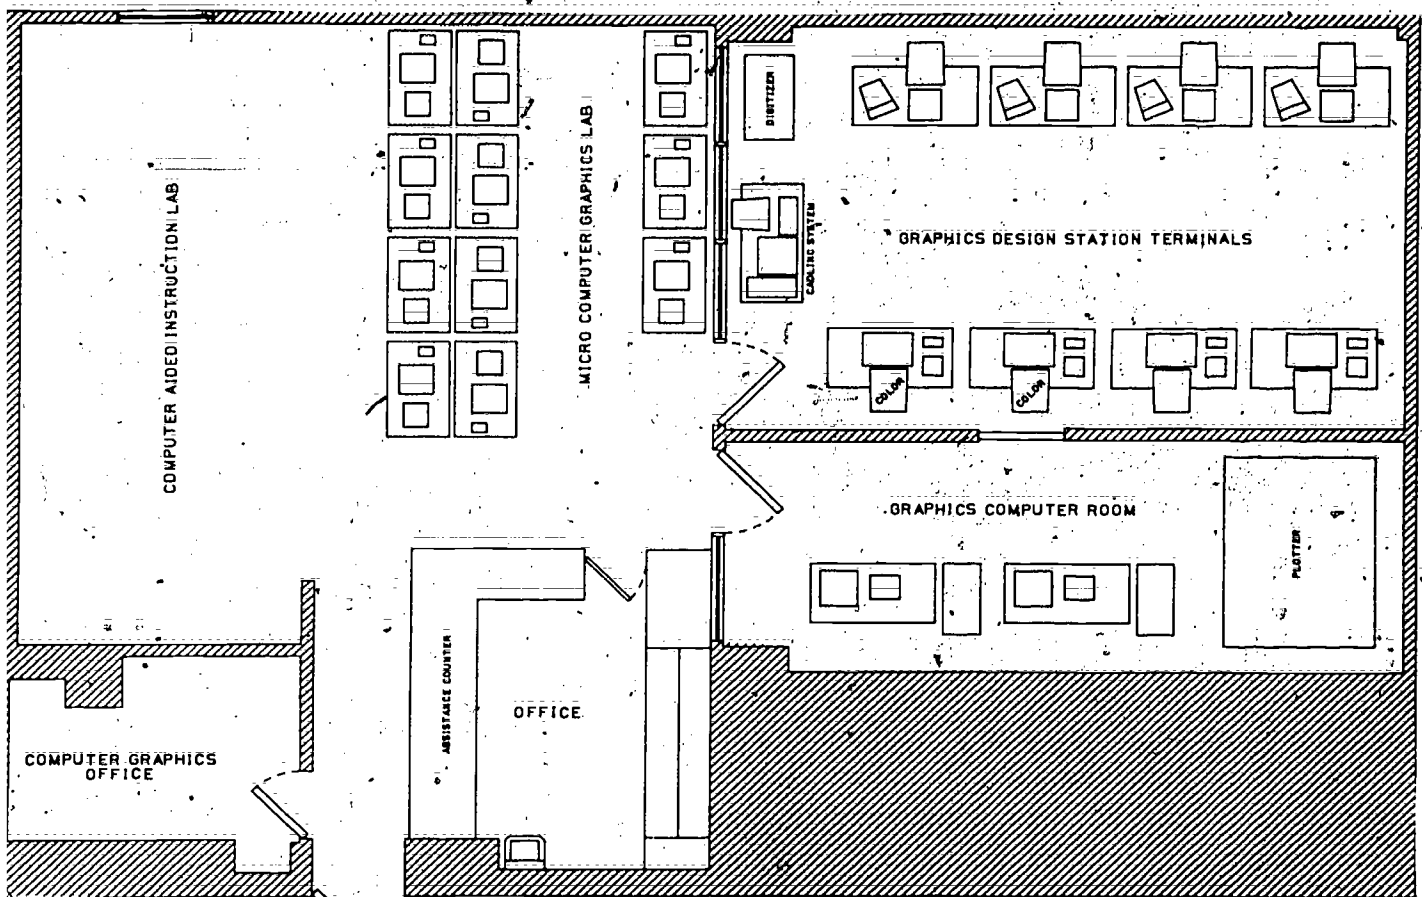 COMPUTER AIDED INSTRUCTION LAB
MICRO COMPUTER GRAPHICS LAB
DIGITIZER
CADLINC SYSTEM
GRAPHICS DESIGN STATION TERMINALS
COLOR
COLOR
GRAPHICS COMPUTER ROOM
PLOTTER
ASSISTANCE COUNTER
OFFICE
COMPUTER GRAPHICS
OFFICE